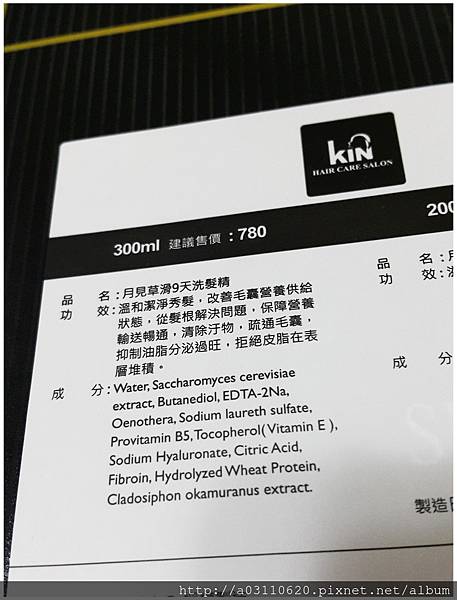 KIN
HAIR CARE SALON
300ml 建議售價 : 780
200
品 名 : 月見草滑9天洗髮精
功 效 : 溫和潔淨秀髮，改善毛囊營養供給
狀態，從髮根解決問題，保障營養
輸送暢通，清除汙物，疏通毛囊，
抑制油脂分泌過旺，拒絕皮脂在表
層堆積。
成 分 : Water, Saccharomyces cerevisiae
extract, Butanediol, EDTA-2Na,
Oenothera, Sodium laureth sulfate,
Provitamin B5, Tocopherol( Vitamin E ),
Sodium Hyaluronate, Citric Acid,
Fibroin, Hydrolyzed Wheat Protein,
Cladosiphon okamuranus extract.
品 名 : 月
功 效 :
成 分
製造日
http://a03110620.pixnet.net/album